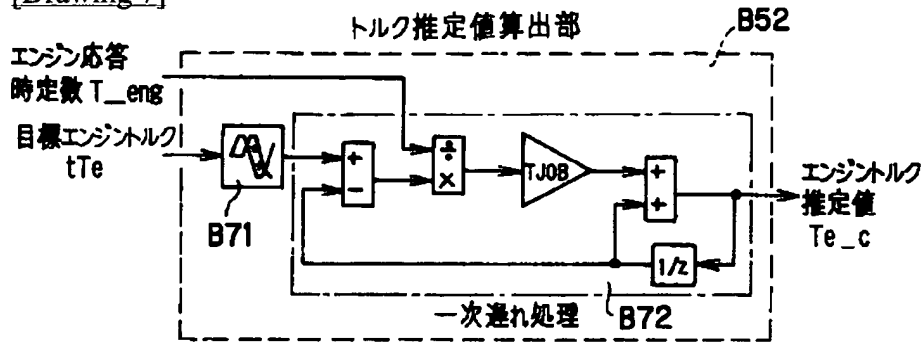 [Drawing 7]
トルク推定値算出部
B52
エンジン応答
時定数 T_eng
目標エンジントルク
tTe
B71
+
-
÷
×
TJOB
+
+
1/z
エンジントルク
推定値
Te_c
一次遅れ処理
B72